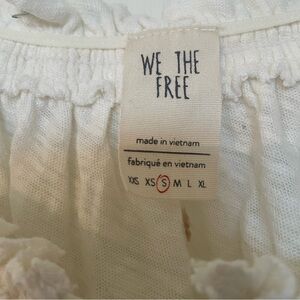 WE THE
FREE
made in vietnam
fabriqué en vietnam
XXS XS S M L XL